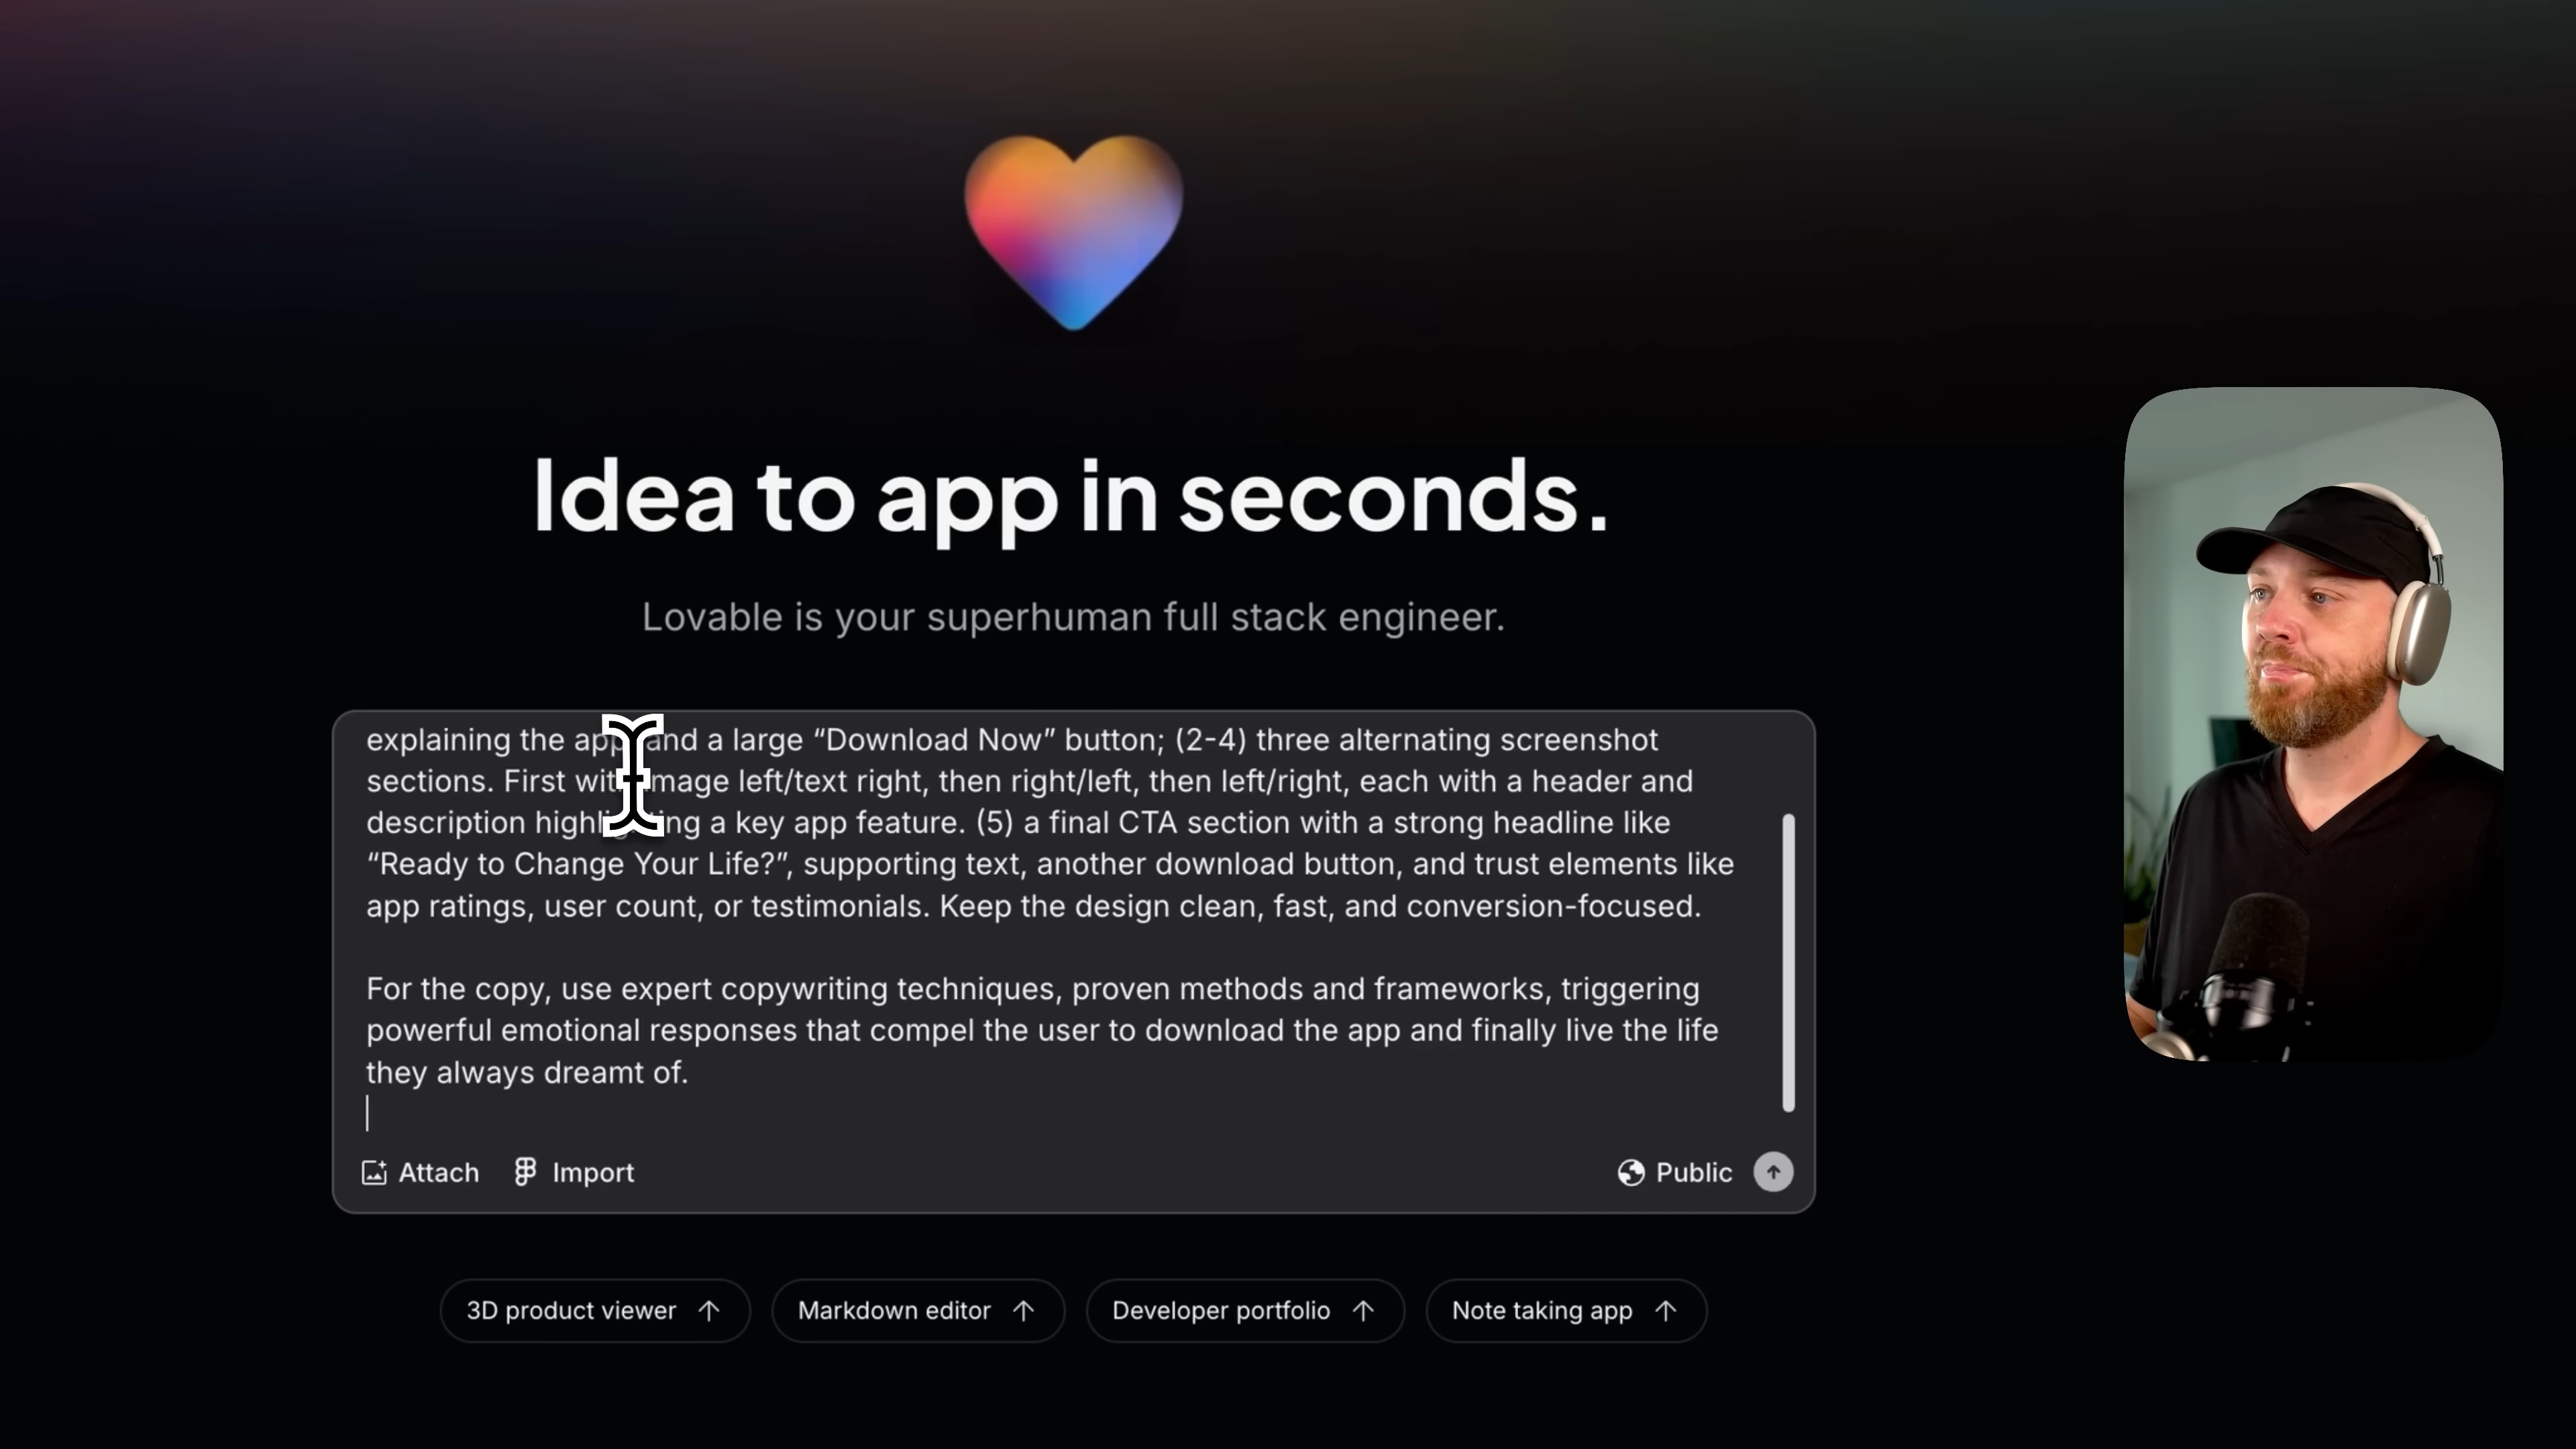 Idea to app in seconds.
Lovable is your superhuman full stack engineer.
explaining the app and a large “Download Now” button; (2-4) three alternating screenshot
sections. First with image left/text right, then right/left, then left/right, each with a header and
description highlighting a key app feature. (5) a final CTA section with a strong headline like
“Ready to Change Your Life?”, supporting text, another download button, and trust elements like
app ratings, user count, or testimonials. Keep the design clean, fast, and conversion-focused.
For the copy, use expert copywriting techniques, proven methods and frameworks, triggering
powerful emotional responses that compel the user to download the app and finally live the life
they always dreamt of.
Attach Import Public
3D product viewer Markdown editor Developer portfolio Note taking app